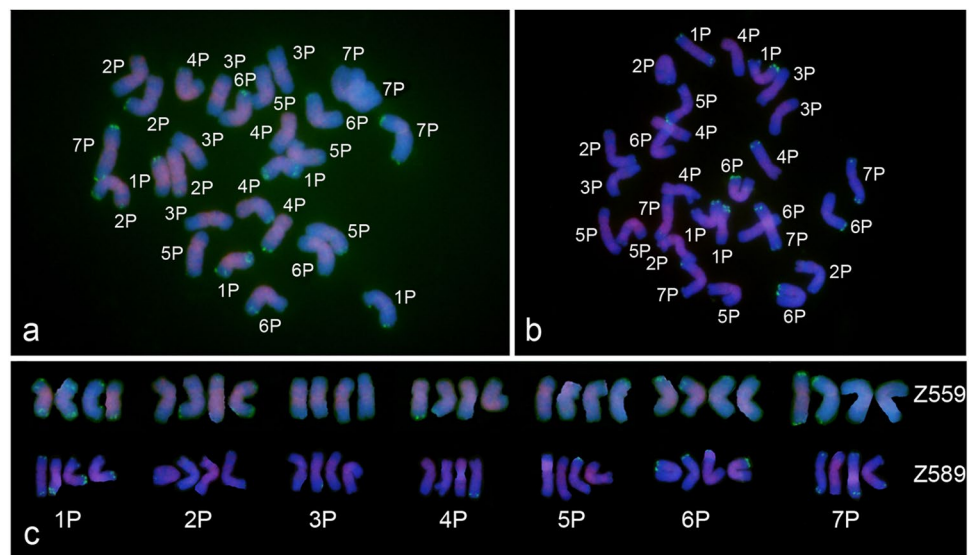 2P 4P 3P 6P 3P 7P
2P 5P 6P 7P 7P
7P 1P 3P 2P 4P 5P 1P
2P 3P 4P 4P
5P 1P 6P 5P 6P 1P
a
1P 4P 1P 3P
2P 5P 3P
6P 4P 4P
2P 3P 4P 6P 7P
5P 5P 7P 1P 1P 6P 7P 6P
2P 7P 5P 6P 2P
b
Z559
Z589
1P 2P 3P 4P 5P 6P 7P
c